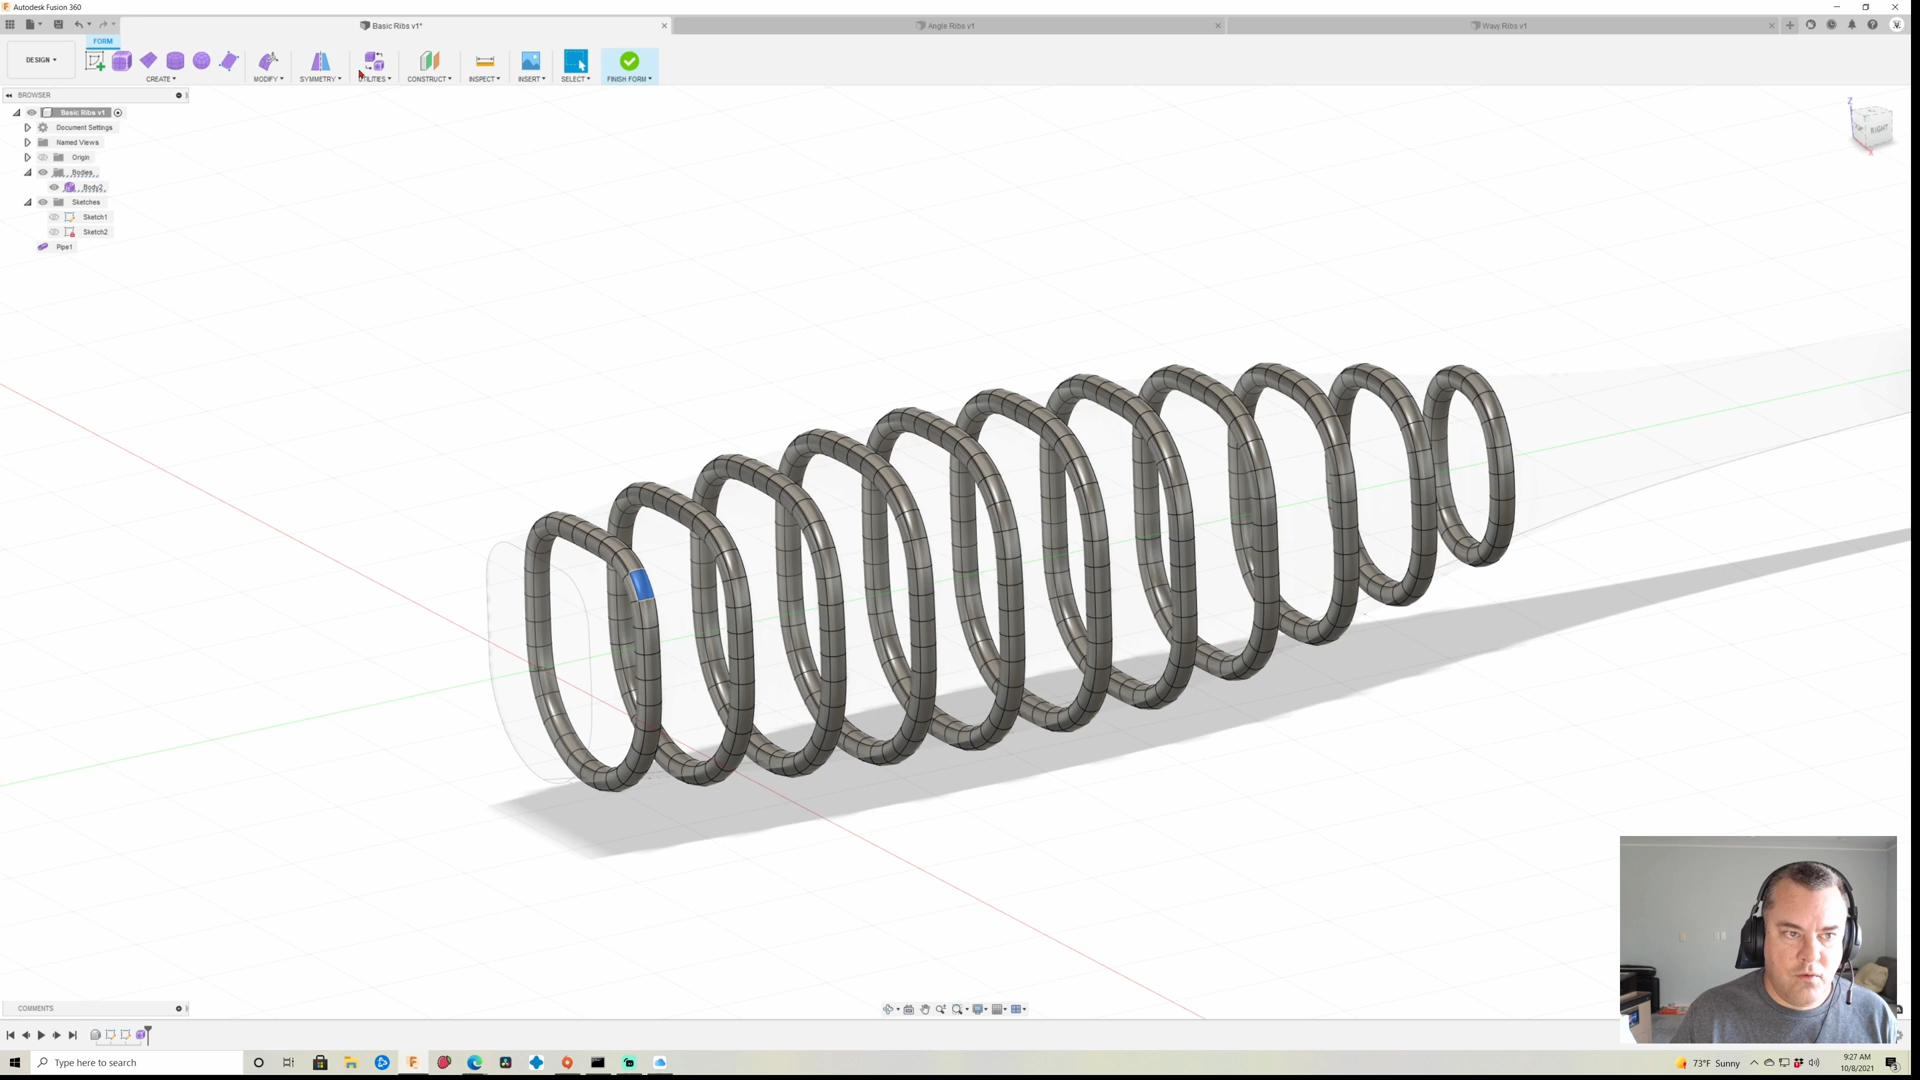 Autodesk Fusion 360
Basic Ribs v1*
Angle Ribs v1
Wavy Ribs v1
FORM
DESIGN
CREATE
MODIFY
SYMMETRY
UTILITIES
CONSTRUCT
INSPECT
INSERT
SELECT
FINISH FORM
BROWSER
Basic Ribs v1
Document Settings
Named Views
Origin
Bodies
Body2
Sketches
Sketch1
Sketch2
Pipe1
Z
RIGHT
X
COMMENTS
Type here to search
73°F Sunny
9:27 AM
10/8/2021